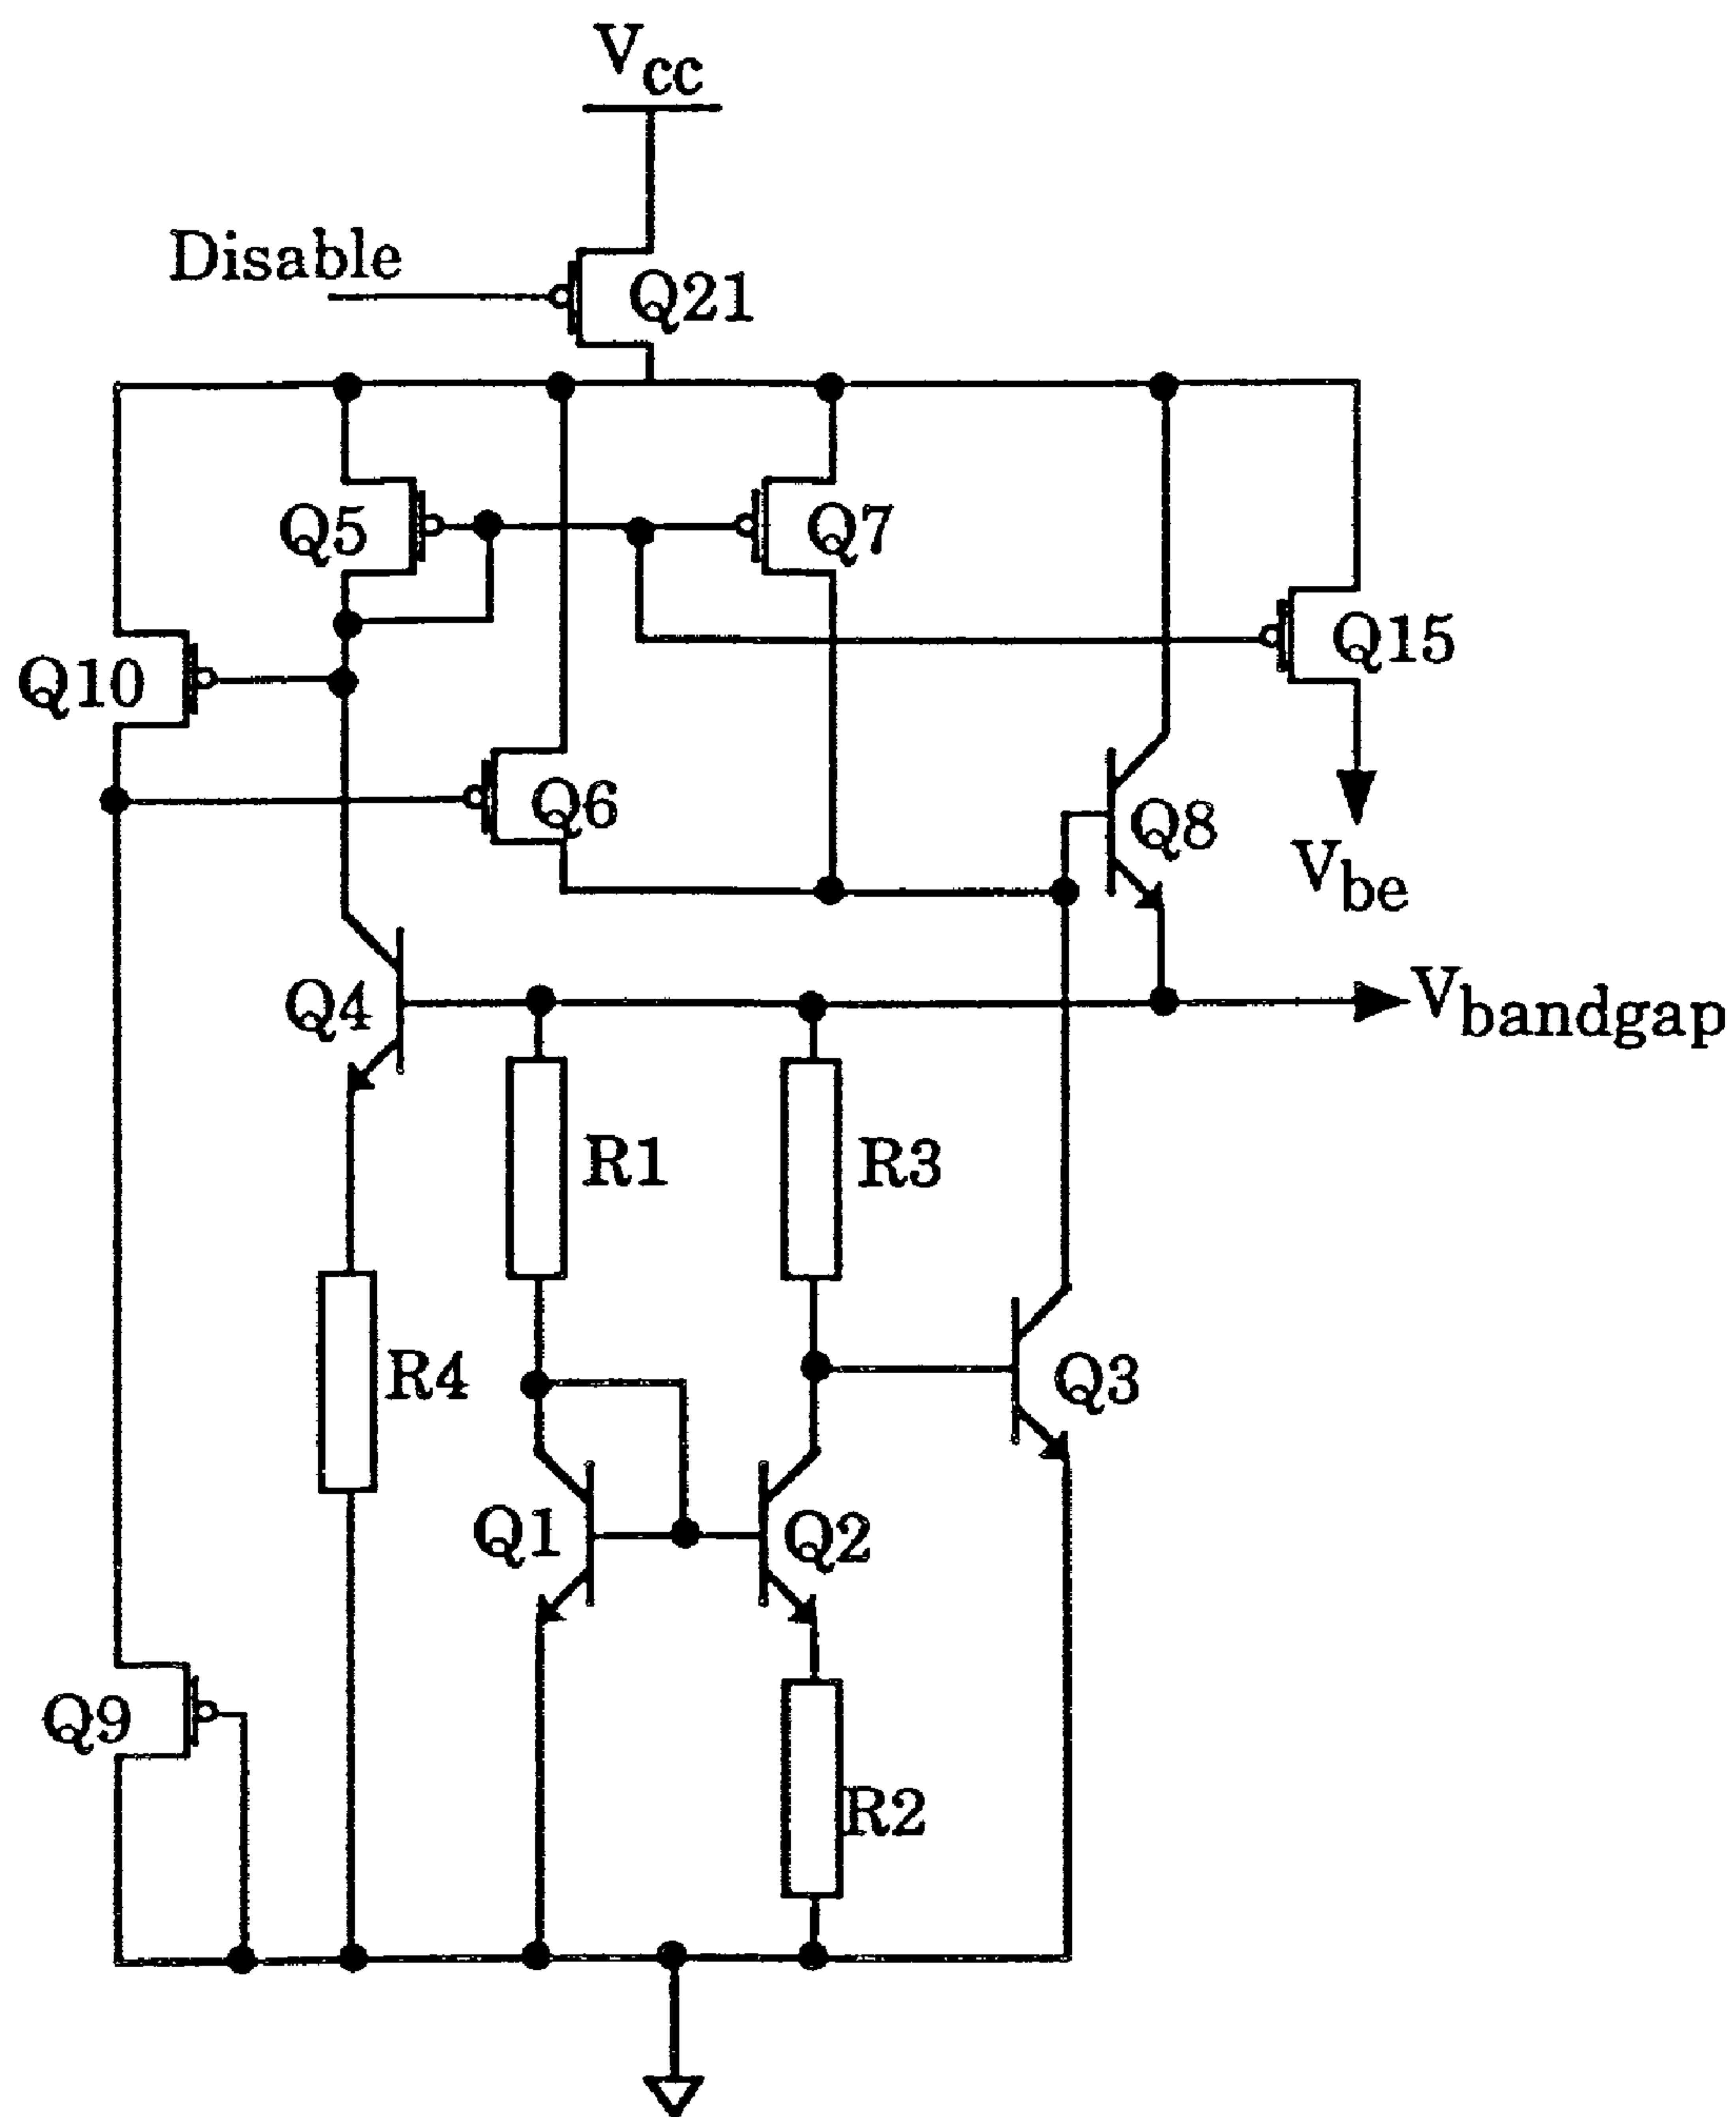 Vcc
Disable
Q21
Q5
Q7
Q15
Q10
Q6
Q8
Vbe
Q4
Vbandgap
R1
R3
R4
Q3
Q1
Q2
Q9
R2